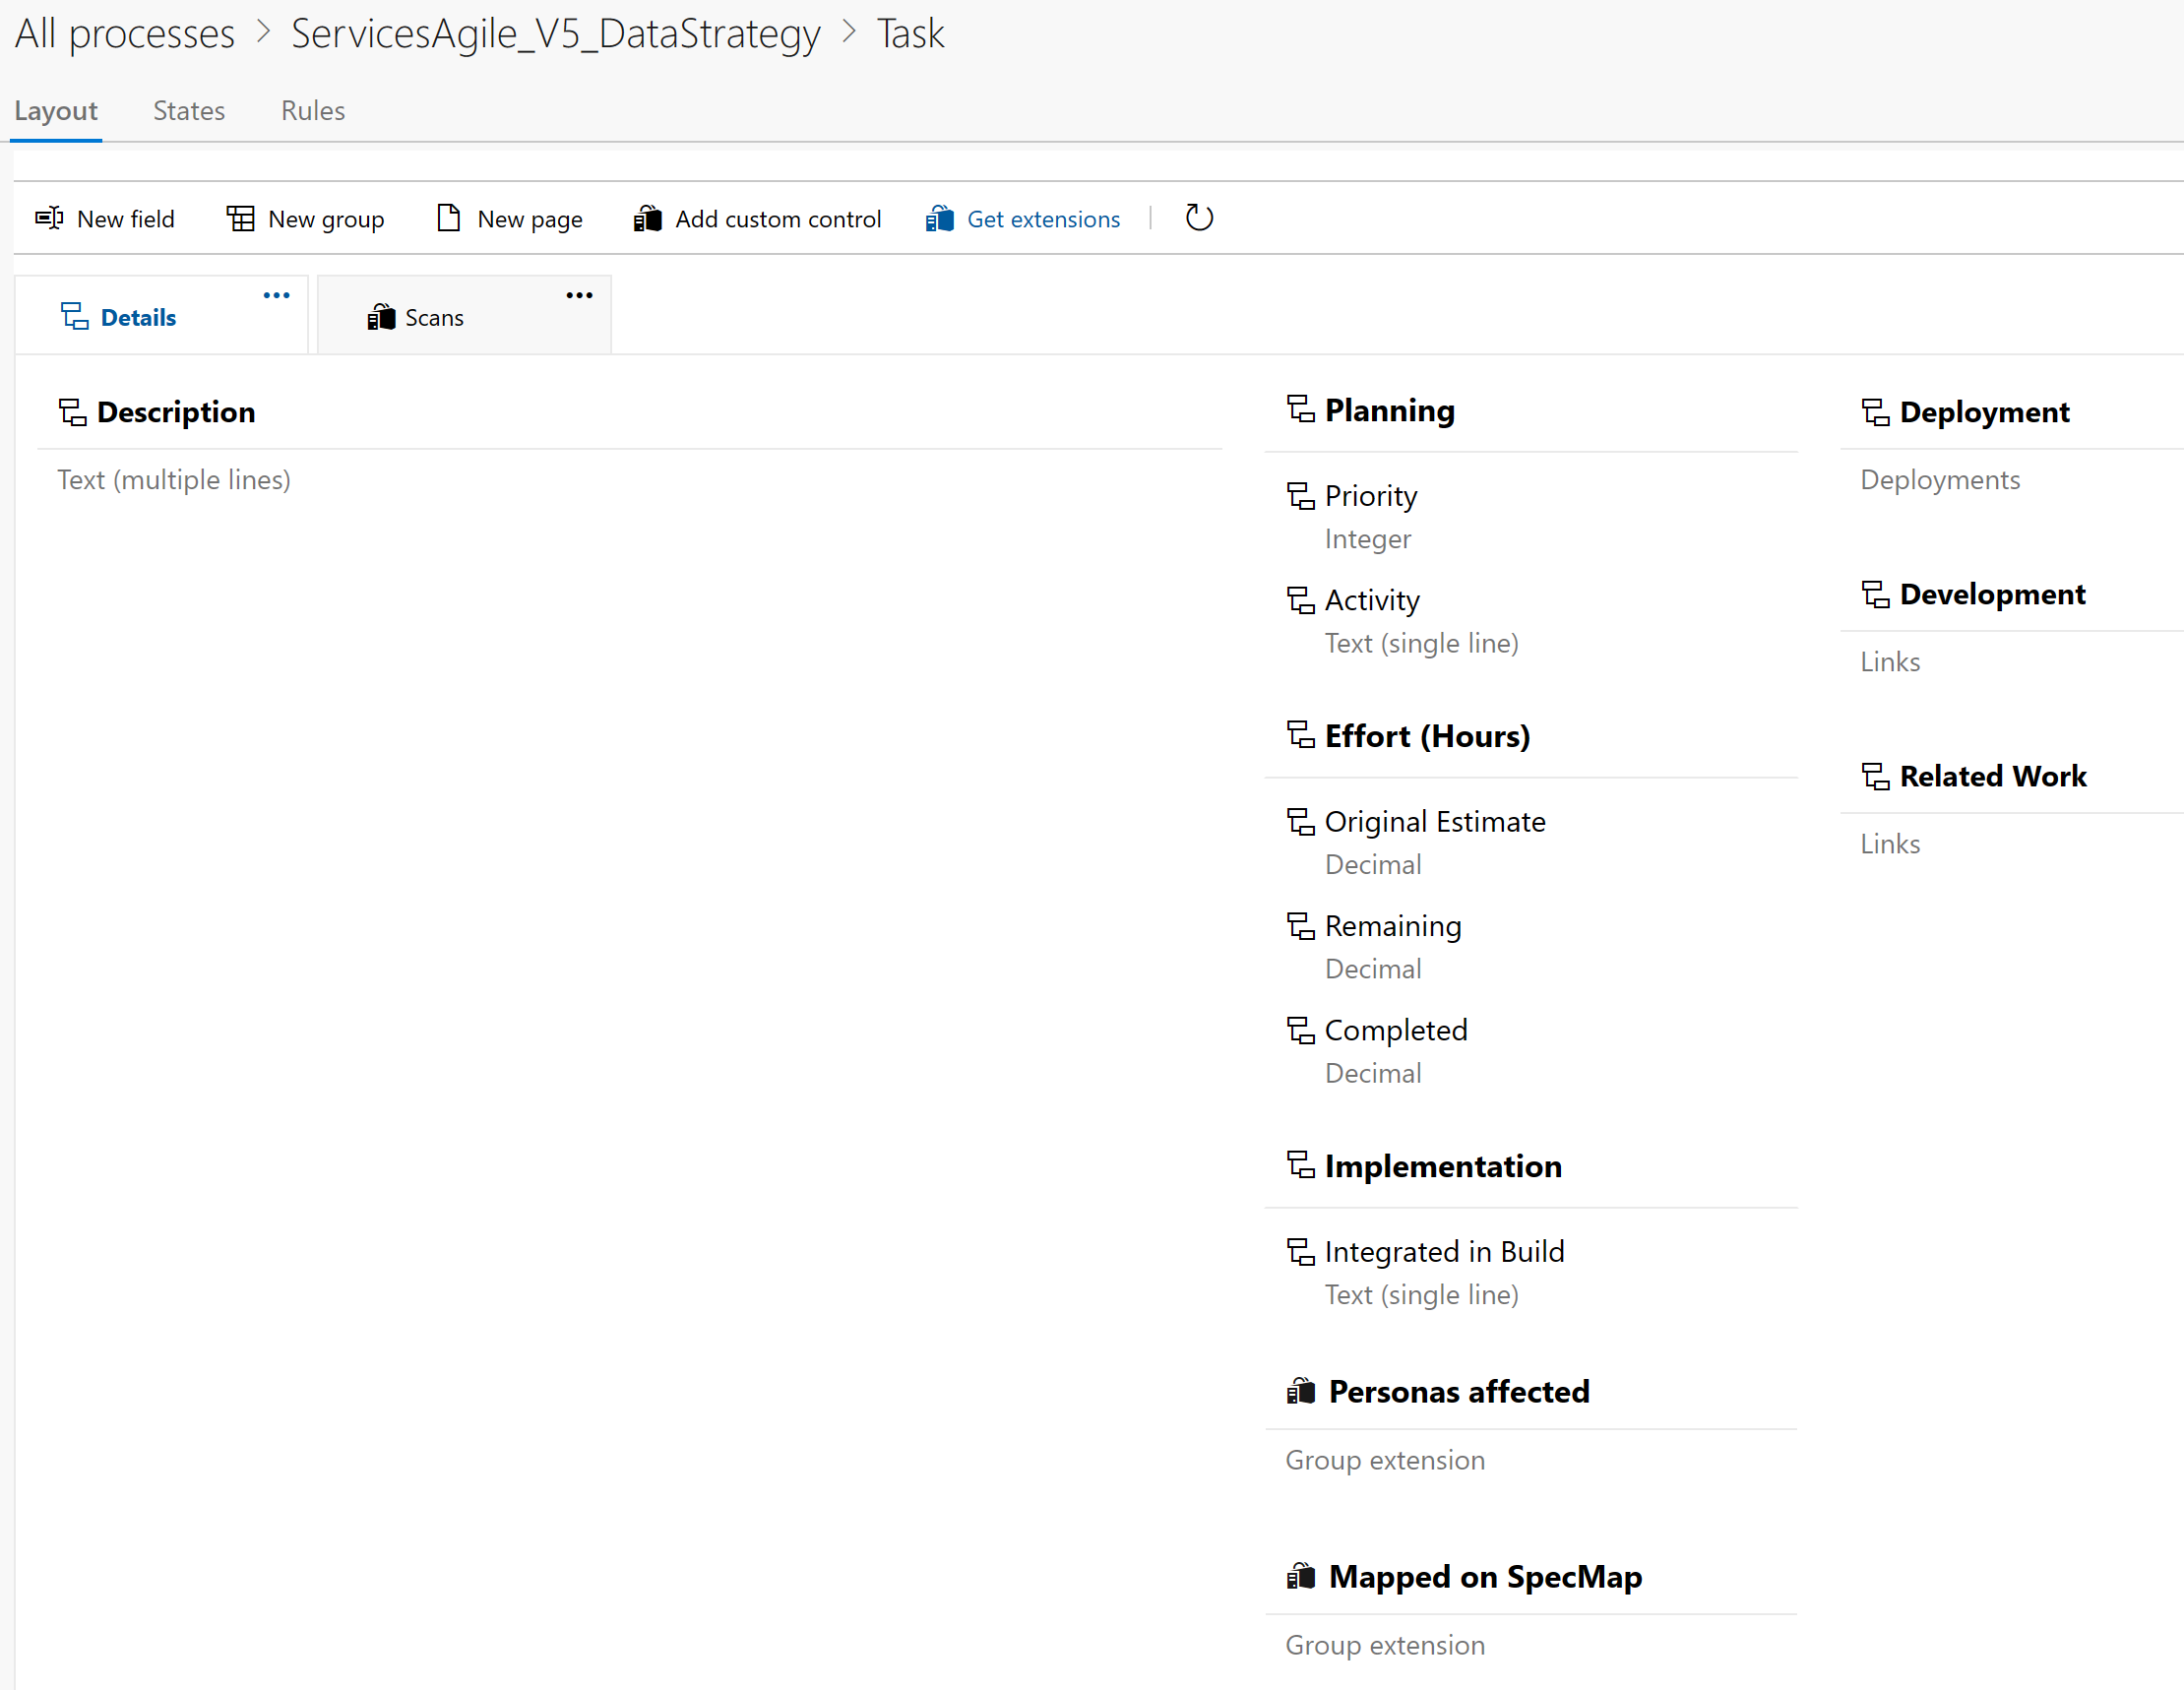 All processes > ServicesAgile_V5_DataStrategy > Task
Layout States Rules
New field New group New page Add custom control Get extensions
Details ... Scans ...
Description
Text (multiple lines)
Planning
Priority
Integer
Activity
Text (single line)
Effort (Hours)
Original Estimate
Decimal
Remaining
Decimal
Completed
Decimal
Implementation
Integrated in Build
Text (single line)
Personas affected
Group extension
Mapped on SpecMap
Group extension
Deployment
Deployments
Development
Links
Related Work
Links